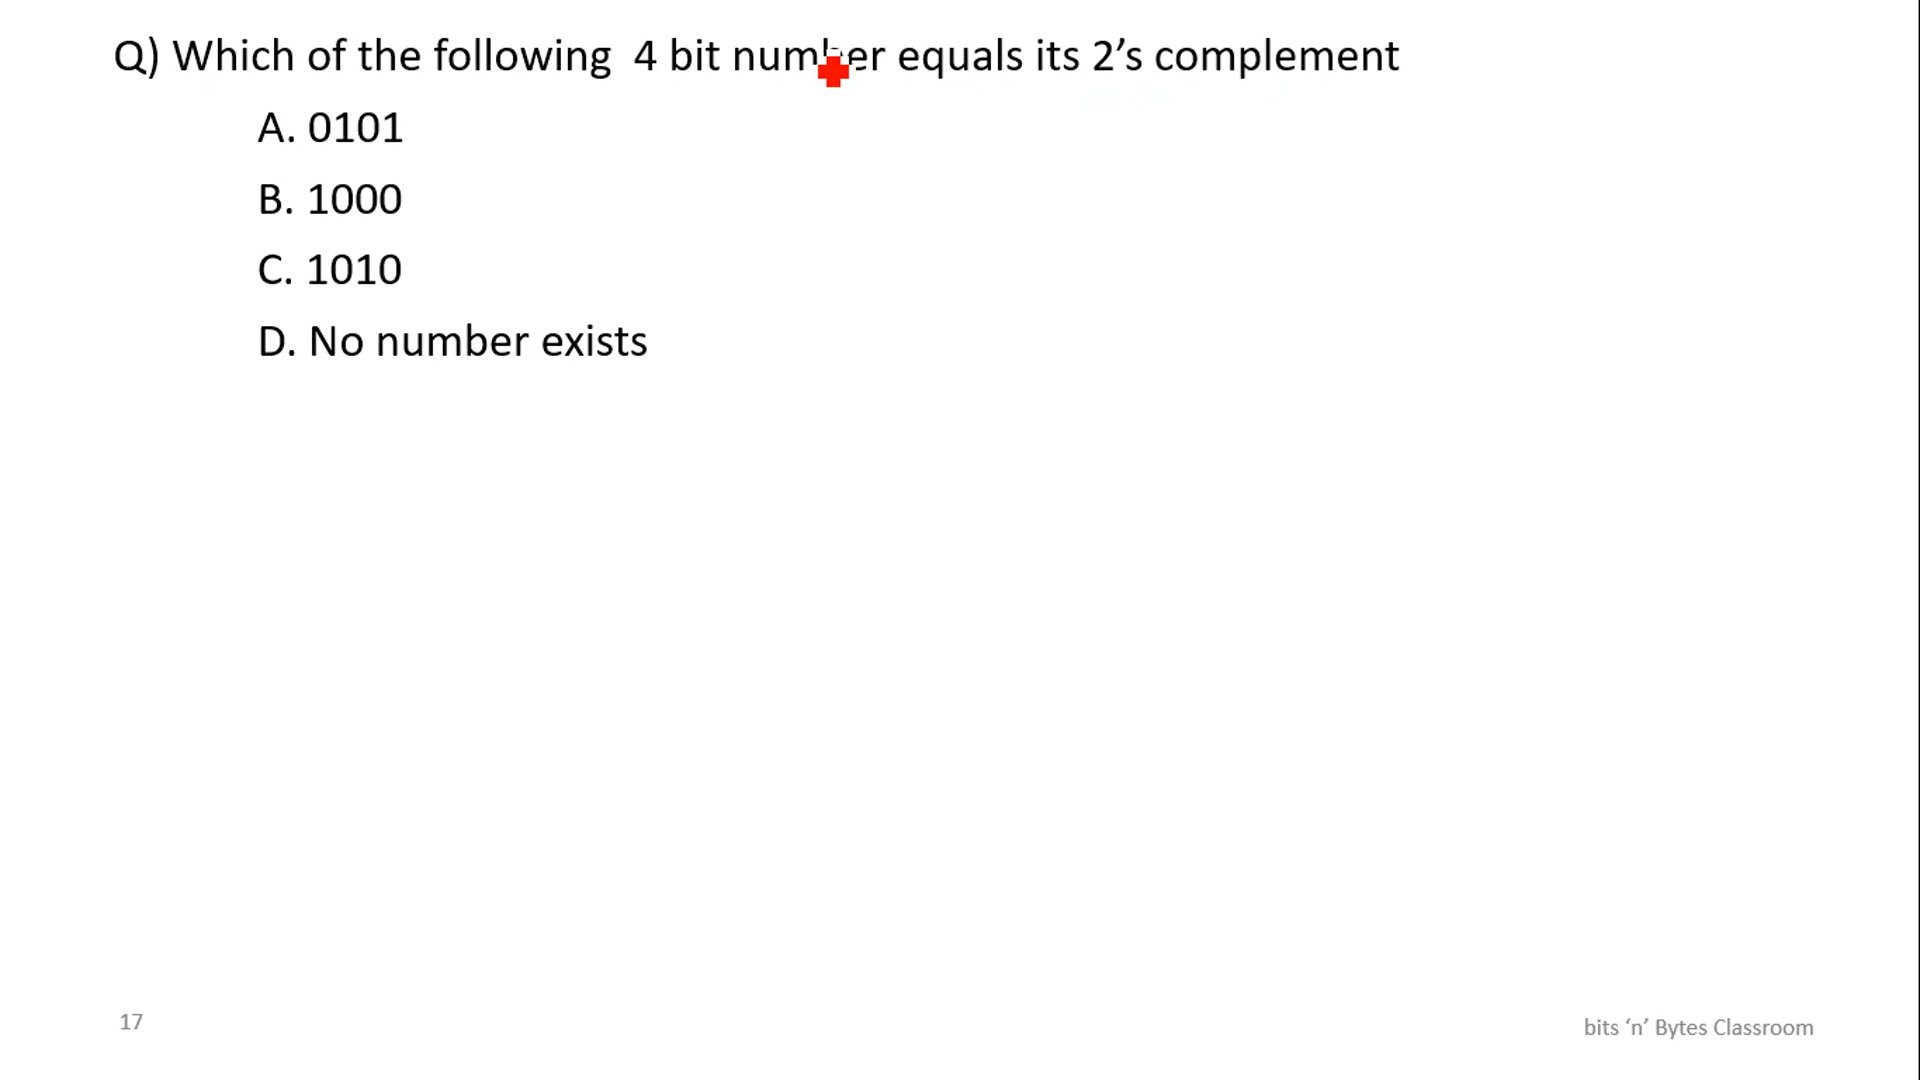 Q) Which of the following 4 bit number equals its 2’s complement
A. 0101
B. 1000
C. 1010
D. No number exists
17
bits ‘n’ Bytes Classroom